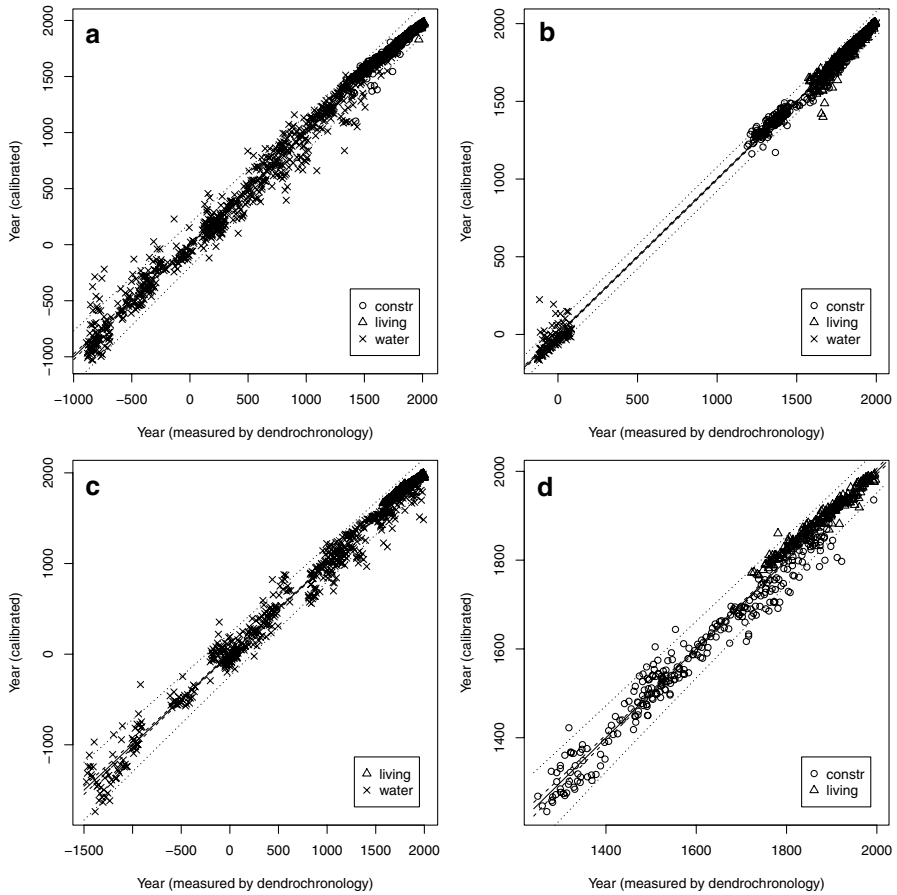 a
2000
1500
1000
500
0
−500
−1000
Year (calibrated)
constr
living
water
−1000 −500 0 500 1000 1500 2000
Year (measured by dendrochronology)
b
2000
1500
1000
500
0
Year (calibrated)
constr
living
water
0 500 1000 1500 2000
Year (measured by dendrochronology)
c
2000
1000
0
−1000
Year (calibrated)
living
water
−1500 −500 0 500 1000 1500 2000
Year (measured by dendrochronology)
d
2000
1800
1600
1400
Year (calibrated)
constr
living
1400 1600 1800 2000
Year (measured by dendrochronology)